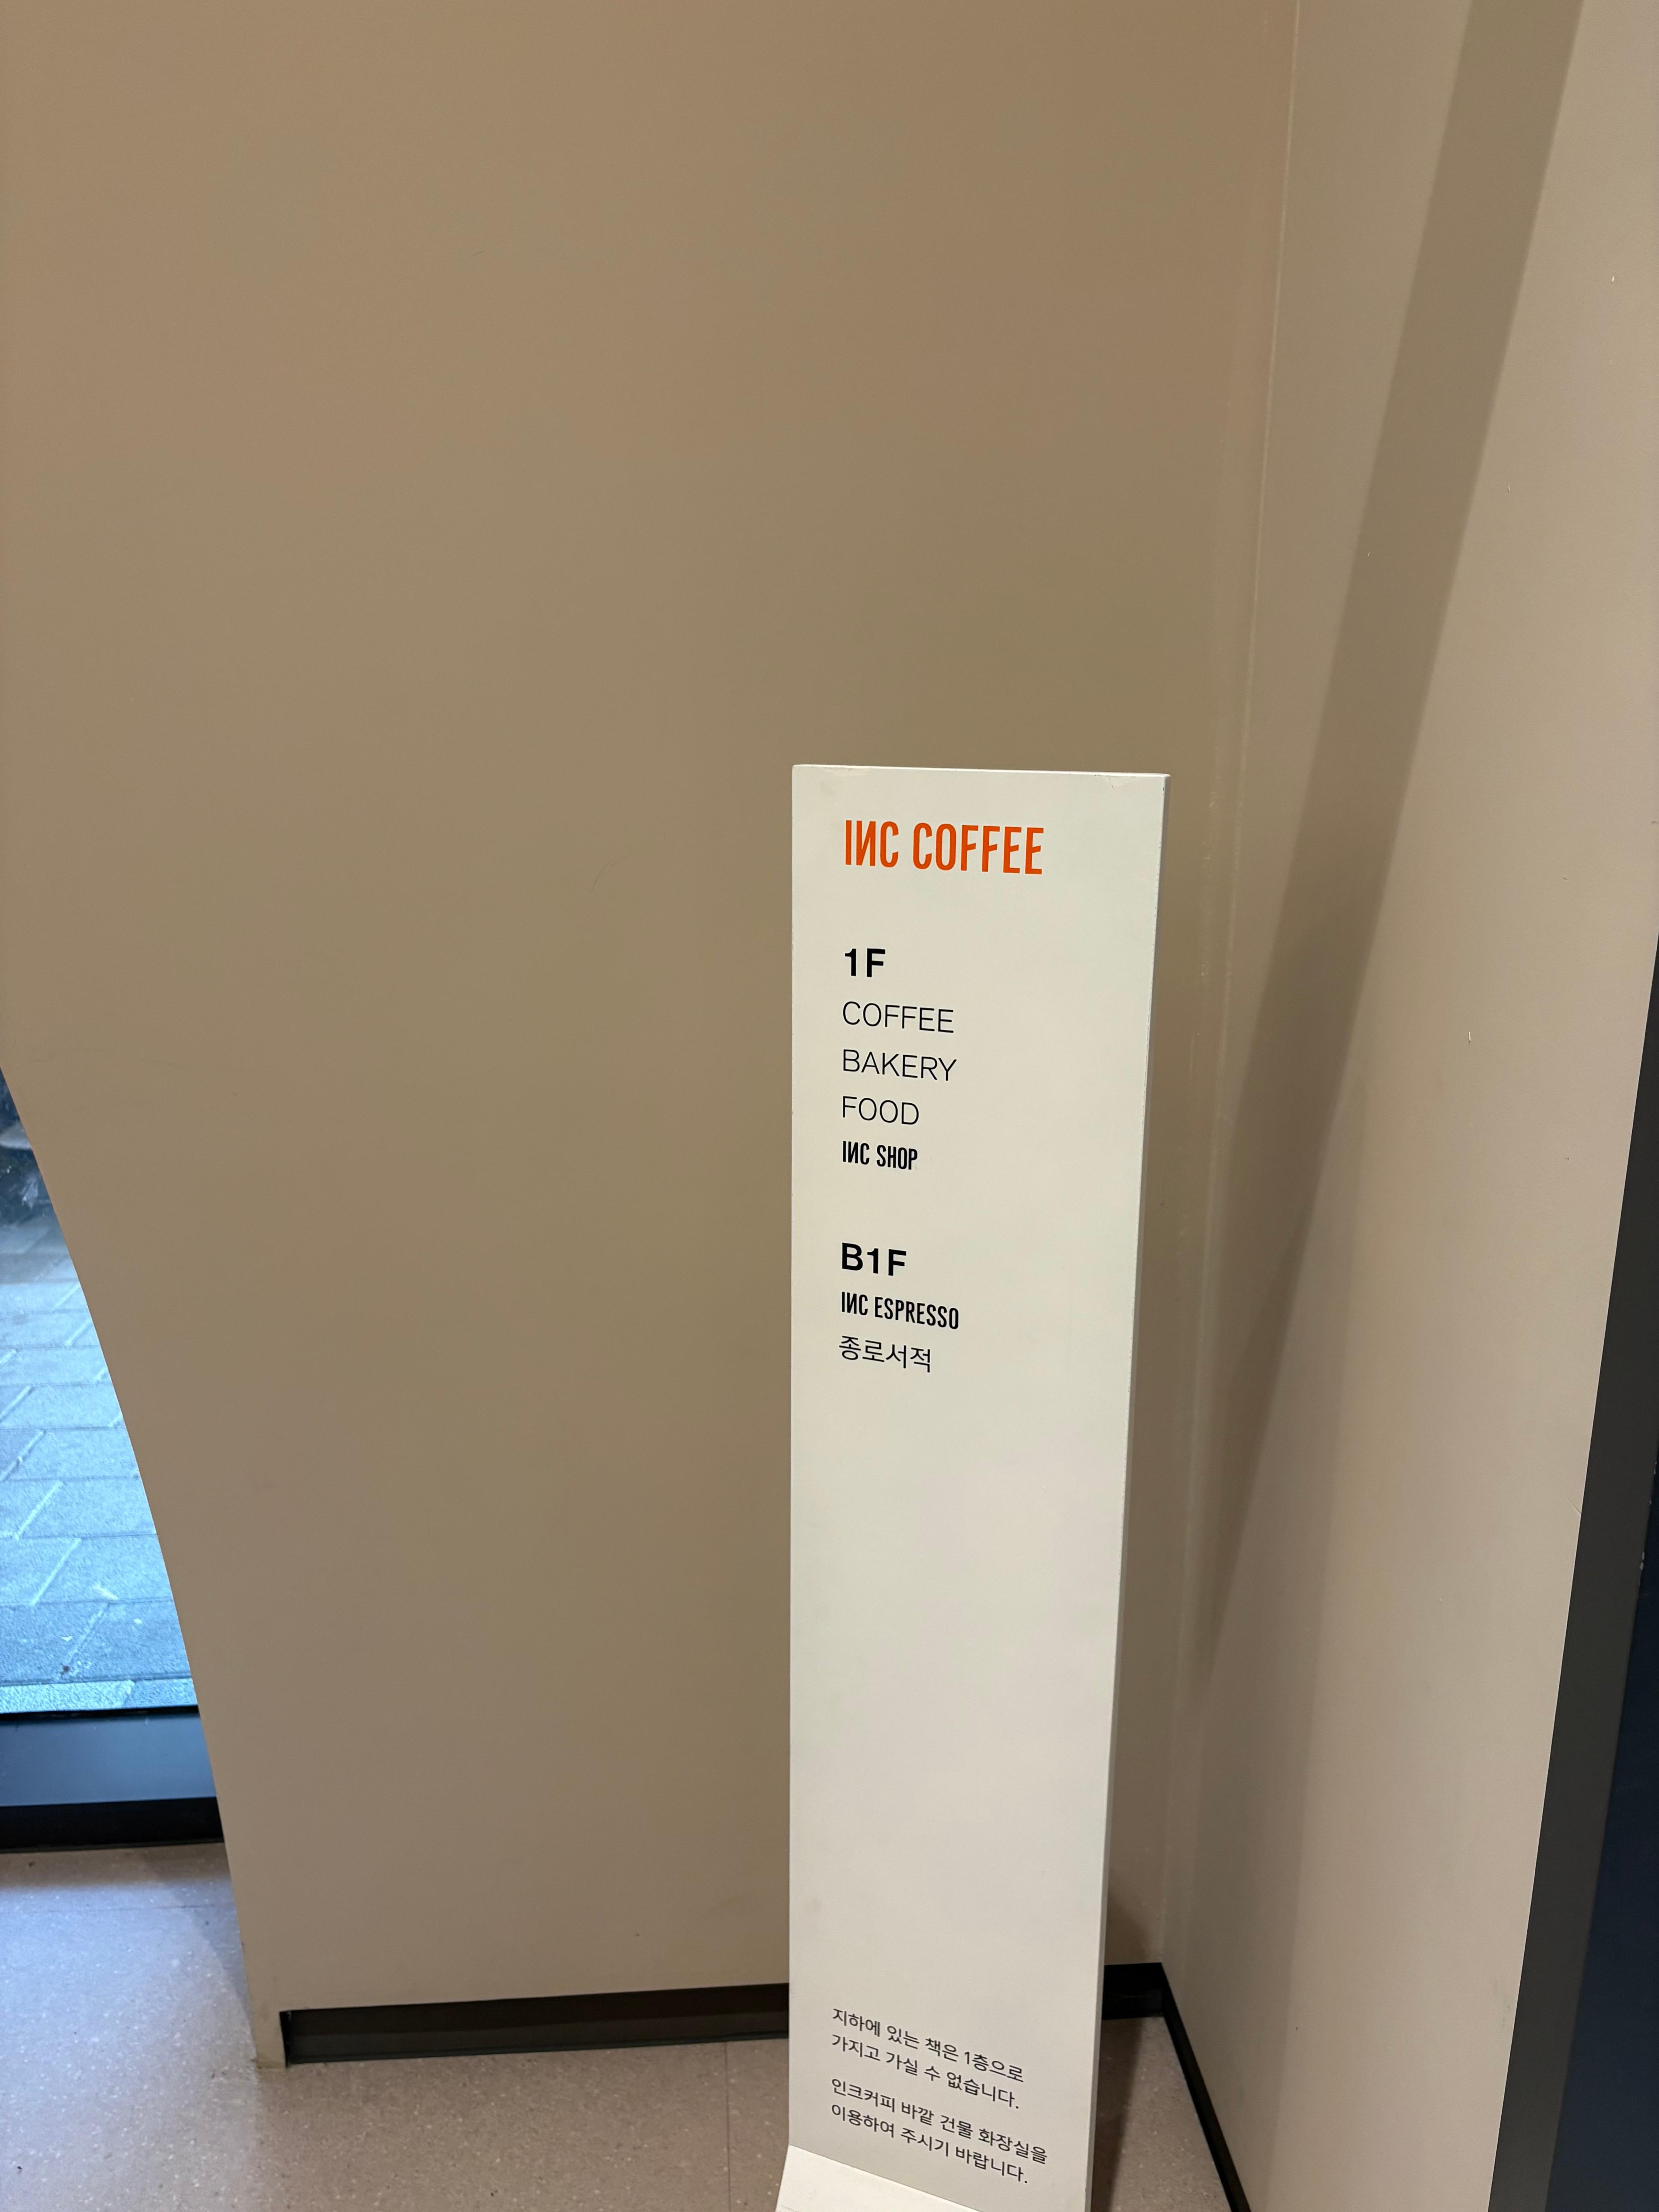 INC COFFEE
1F
COFFEE
BAKERY
FOOD
INC SHOP
B1F
INC ESPRESSO
종로서적
지하에 있는 책은 1층으로
가지고 가실 수 없습니다.
인크커피 바깥 건물 화장실을
이용하여 주시기 바랍니다.